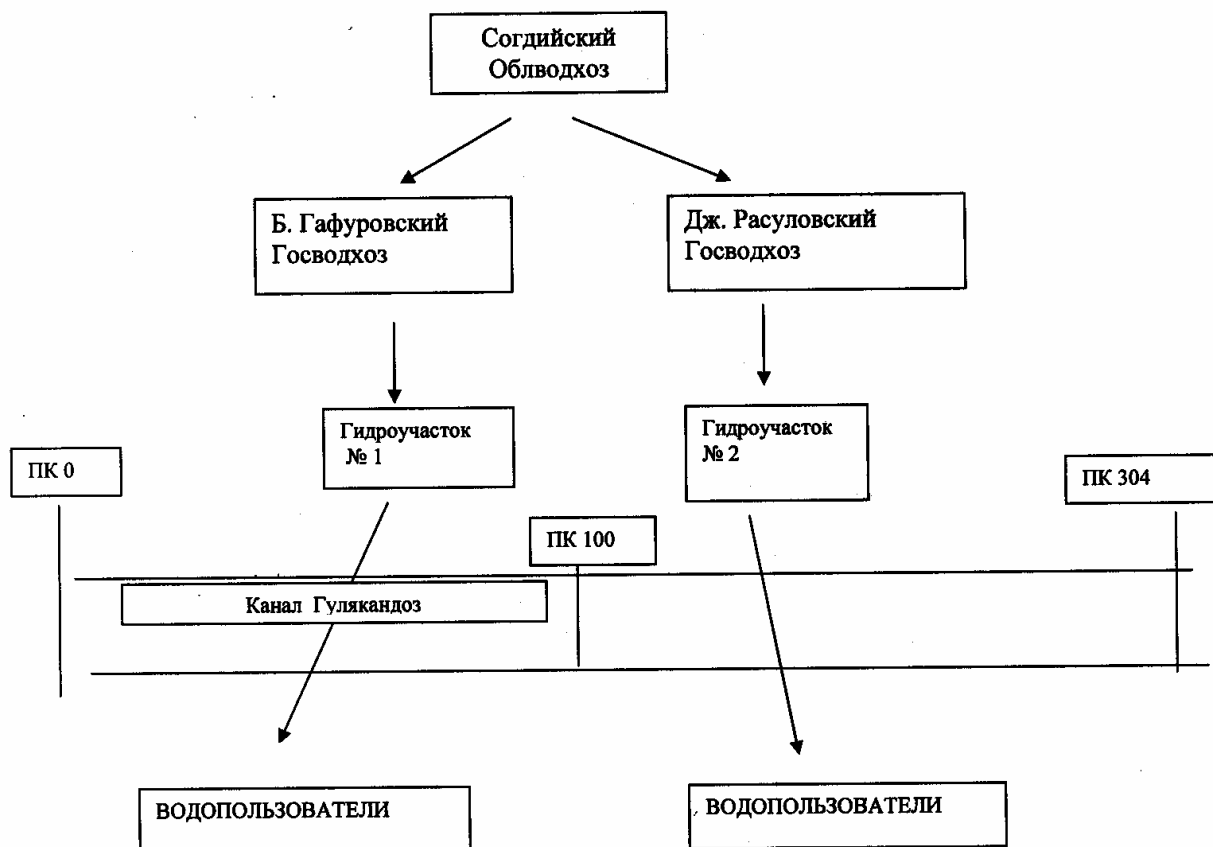 Согдийский
Облводхоз
Б. Гафуровский
Госводхоз
Дж. Расуловский
Госводхоз
Гидроучасток
№ 1
Гидроучасток
№ 2
ПК 0
ПК 304
ПК 100
Канал Гулякандоз
ВОДОПОЛЬЗОВАТЕЛИ
ВОДОПОЛЬЗОВАТЕЛИ